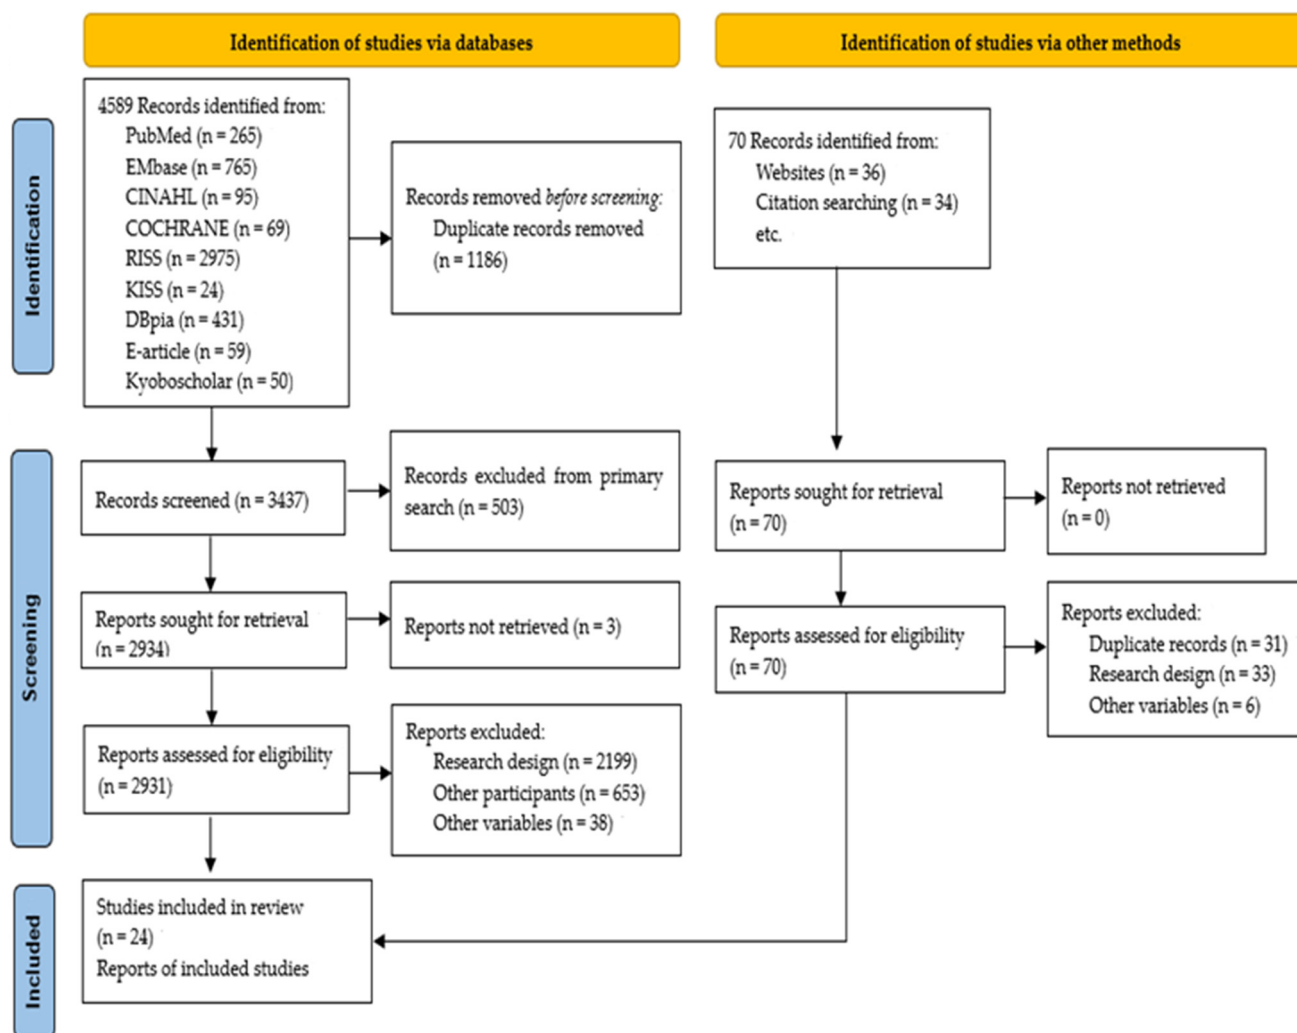 Identification of studies via databases
Identification of studies via other methods
Identification
4589 Records identified from:
PubMed (n = 265)
EMbase (n = 765)
CINAHL (n = 95)
COCHRANE (n = 69)
RISS (n = 2975)
KISS (n = 24)
DBpia (n = 431)
E-article (n = 59)
Kyoboscholar (n = 50)
Records removed before screening:
Duplicate records removed
(n = 1186)
70 Records identified from:
Websites (n = 36)
Citation searching (n = 34)
etc.
Screening
Records screened (n = 3437)
Records excluded from primary
search (n = 503)
Reports sought for retrieval
(n = 2934)
Reports not retrieved (n = 3)
Reports assessed for eligibility
(n = 2931)
Reports excluded:
Research design (n = 2199)
Other participants (n = 653)
Other variables (n = 38)
Reports sought for retrieval
(n = 70)
Reports not retrieved
(n = 0)
Reports assessed for eligibility
(n = 70)
Reports excluded:
Duplicate records (n = 31)
Research design (n = 33)
Other variables (n = 6)
Included
Studies included in review
(n = 24)
Reports of included studies